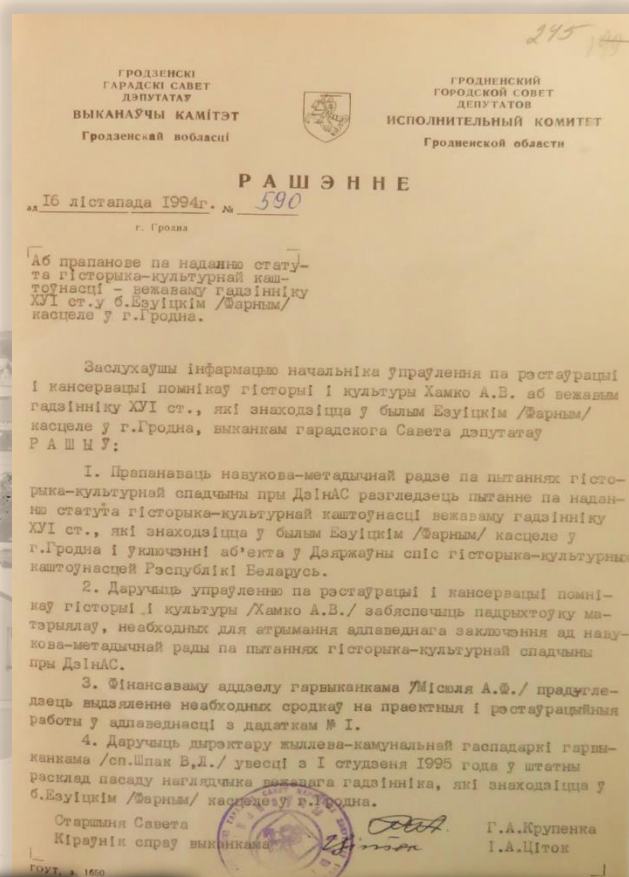 245
ГРОДЗЕНСКІ
ГАРАДСКІ САВЕТ
ДЭПУТАТАЎ
ВЫКАНАЎЧЫ КАМІТЭТ
Гродзенскай вобласці
ГРОДНЕНСКИЙ
ГОРОДСКОЙ СОВЕТ
ДЕПУТАТОВ
ИСПОЛНИТЕЛЬНЫЙ КОМИТЕТ
Гродненской области
РАШЭННЕ
ад 16 лістапада 1994г. № 590
г. Гродна
Аб прапанове па наданню стату-
та гісторыка-культурнай каш-
тоўнасці - вежаваму гадзінніку
ХУІ ст.у б.Езуіцкім /Фарным/
касцеле ў г.Гродна.
Заслухаўшы інфармацыю начальніка ўпраўлення па рэстаўрацыі
і кансервацыі помнікаў гісторыі і культуры Хамко А.В. аб вежавым
гадзінніку ХУІ ст., які знаходзіцца ў былым Езуіцкім /Фарным/
касцеле ў г.Гродна, выканкам гарадскога Савета дэпутатаў
РАШЫЎ:
І. Прапанаваць навукова-метадычнай радзе па пытаннях гісто-
рыка-культурнай спадчыны пры ДзінАС разгледзець пытанне па надан-
ню статута гісторыка-культурнай каштоўнасці вежаваму гадзінніку
ХУІ ст., які знаходзіцца ў былым Езуіцкім /Фарным/ касцеле ў
г.Гродна і ўключэнні аб'екта ў Дзяржаўны спіс гісторыка-культурных
каштоўнасцей Рэспублікі Беларусь.
2. Даручыць упраўленню па рэстаўрацыі і кансервацыі помні-
каў гісторыі і культуры /Хамко А.В./ забяспечыць падрыхтоўку ма-
тэрыялаў, неабходных для атрымання адпаведнага заключэння ад наву-
кова-метадычнай рады па пытаннях гісторыка-культурнай спадчыны
пры ДзінАС.
3. Фінансаваму аддзелу гарвыканкама /Місюля А.Ф./ прадугле-
дзець выдзяленне неабходных сродкаў на праектныя і рэстаўрацыйныя
работы ў адпаведнасці з дадаткам № І.
4. Даручыць дырэктару жыллева-камунальнай гаспадаркі гарвы-
канкама /сп.Шпак В.Л./ увесці з І студзеня 1995 года ў штатны
расклад пасаду наглядчыка вежавага гадзінніка, які знаходзіцца ў
б.Езуіцкім /Фарным/ касцеле ў г.Гродна.
Старшыня Савета Г.А.Крупенка
Кіраўнік спраў выканкама І.А.Ціток
ГОУТ, з. 1690